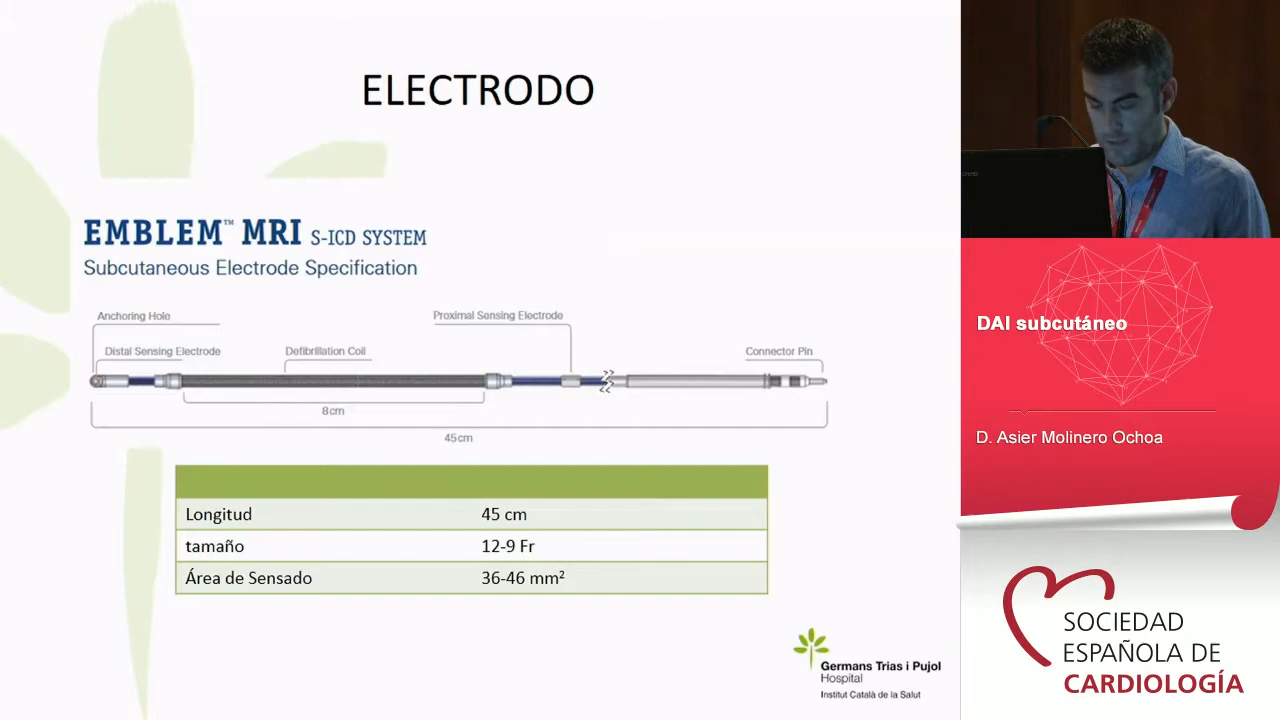 ELECTRODO
EMBLEM™ MRI S-ICD SYSTEM
Subcutaneous Electrode Specification
Anchoring Hole
Proximal Sensing Electrode
Distal Sensing Electrode
Defibrillation Coil
Connector Pin
8cm
45cm
Longitud 45 cm
tamaño 12-9 Fr
Área de Sensado 36-46 mm²
Germans Trias i Pujol
Hospital
Institut Català de la Salut
DAI subcutáneo
D. Asier Molinero Ochoa
SOCIEDAD
ESPAÑOLA DE
CARDIOLOGÍA